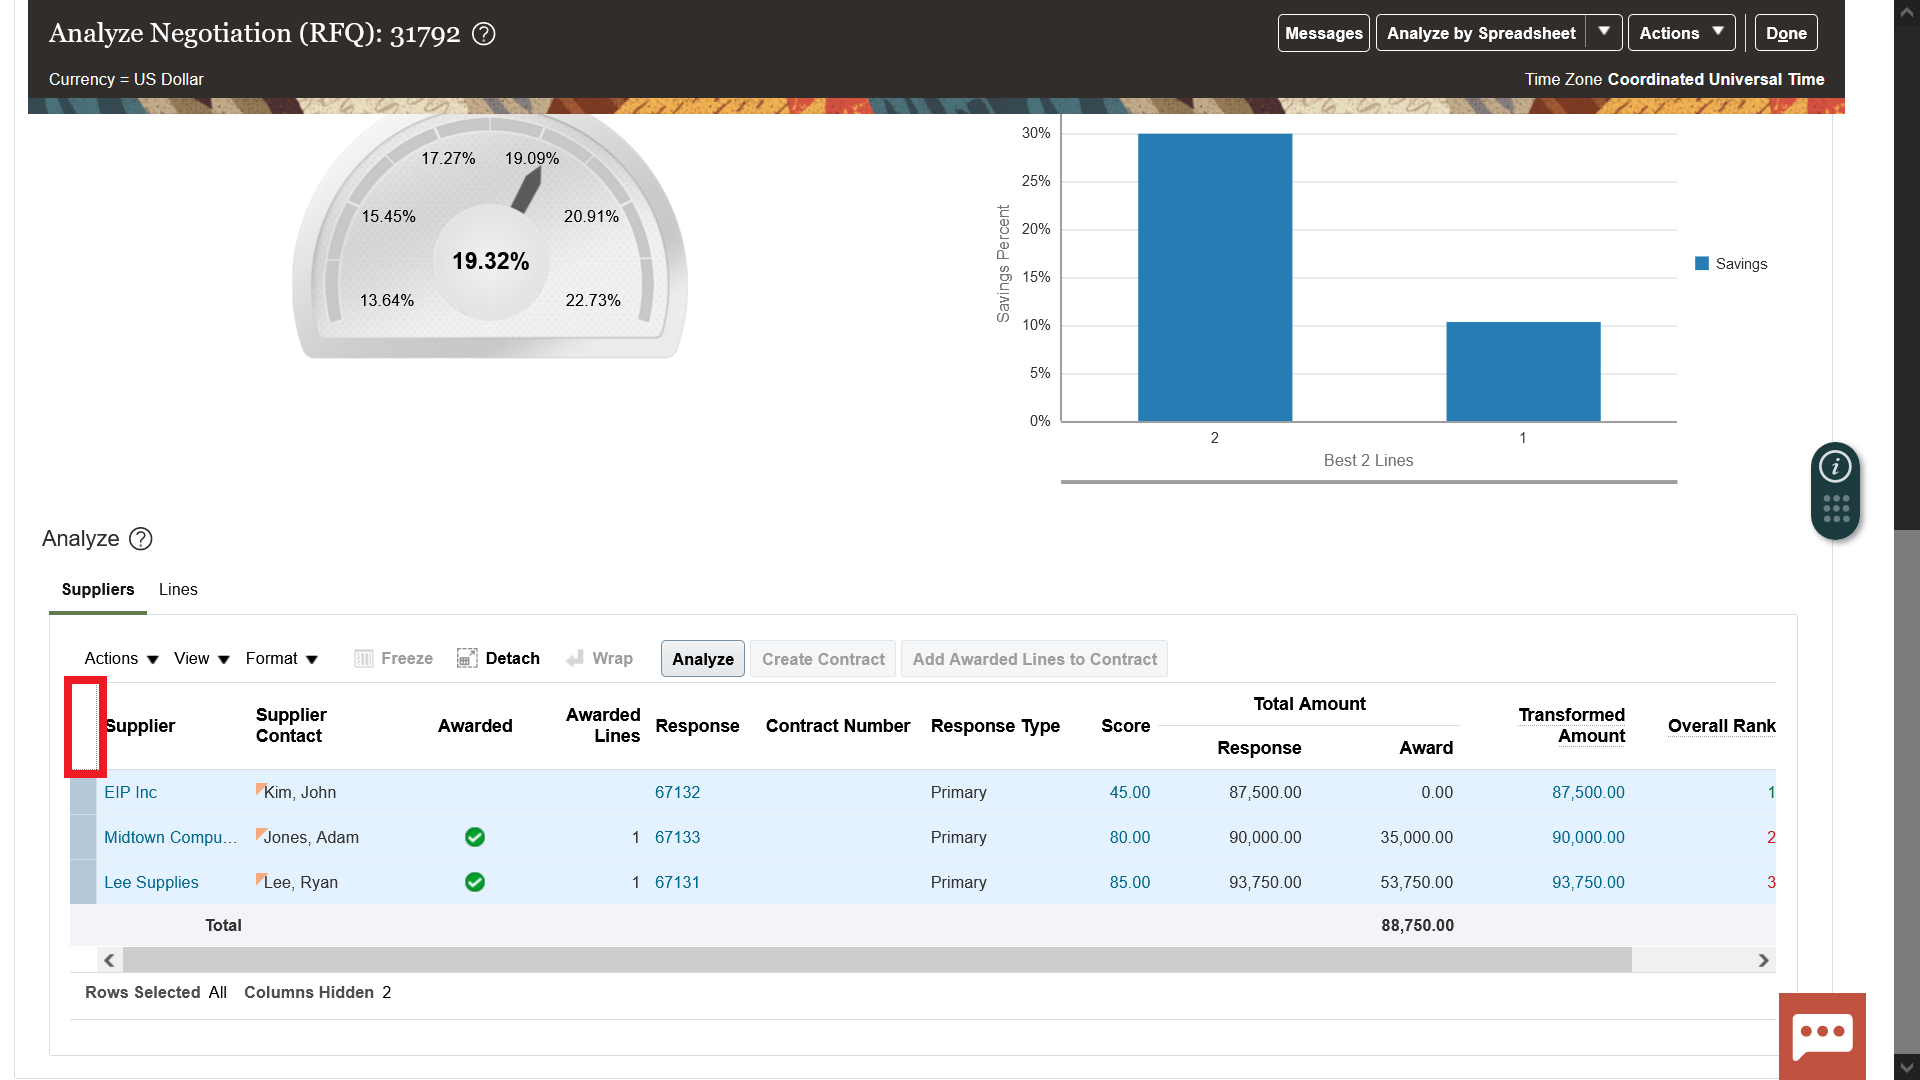 Analyze Negotiation (RFQ): 31792 ?
Messages
Analyze by Spreadsheet
Actions
Done
Currency = US Dollar
Time Zone Coordinated Universal Time
17.27%
19.09%
15.45%
20.91%
19.32%
13.64%
22.73%
30%
25%
20%
15%
10%
5%
0%
Savings Percent
2
1
Best 2 Lines
Savings
i
Analyze ?
Suppliers
Lines
Actions
View
Format
Freeze
Detach
Wrap
Analyze
Create Contract
Add Awarded Lines to Contract
Supplier
Supplier
Contact
Awarded
Awarded
Lines
Response
Contract Number
Response Type
Score
Total Amount
Response
Award
Transformed
Amount
Overall Rank
EIP Inc Kim, John 67132 Primary 45.00 87,500.00 0.00 87,500.00 1
Midtown Compu... Jones, Adam 1 67133 Primary 80.00 90,000.00 35,000.00 90,000.00 2
Lee Supplies Lee, Ryan 1 67131 Primary 85.00 93,750.00 53,750.00 93,750.00 3
Total 88,750.00
Rows Selected All Columns Hidden 2